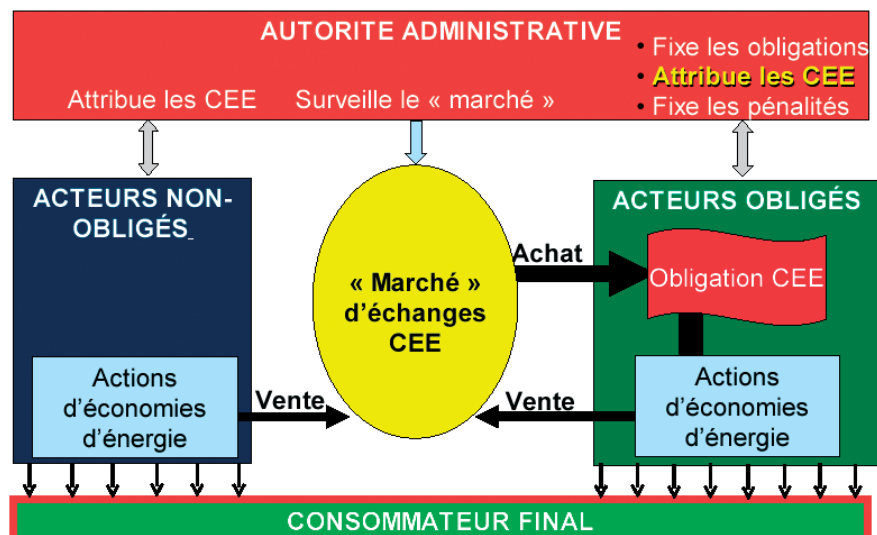 AUTORITE ADMINISTRATIVE
Attribue les CEE
Surveille le « marché »
• Fixe les obligations
• Attribue les CEE
• Fixe les pénalités
ACTEURS NON-
OBLIGÉS
« Marché »
d'échanges
CEE
ACTEURS OBLIGÉS
Achat
Obligation CEE
Actions
d'économies
d'énergie
Vente
Vente
Actions
d'économies
d'énergie
CONSOMMATEUR FINAL